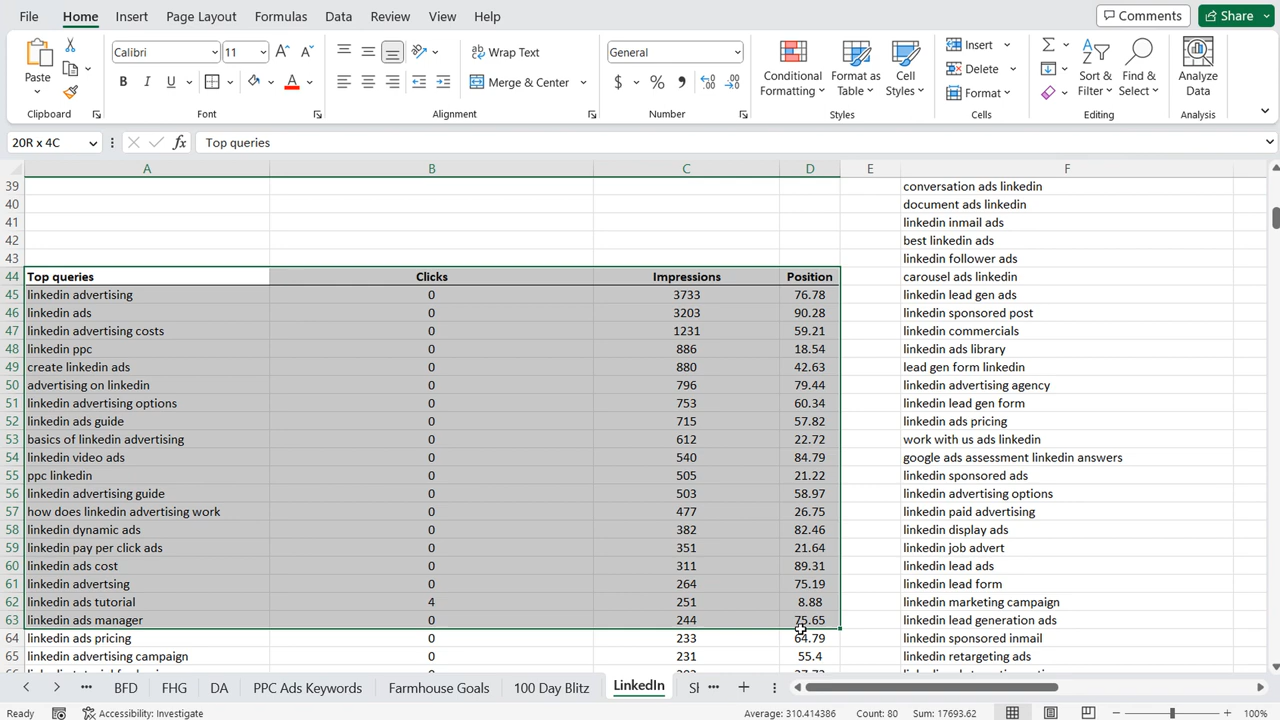 File Home Insert Page Layout Formulas Data Review View Help Comments Share
Calibri 11 A A Wrap Text General Insert
Paste B I U A Merge & Center $ % Conditional Formatting Format as Table Cell Styles Delete Format Sort & Filter Find & Select Analyze Data
Clipboard Font Alignment Number Styles Cells Editing Analysis
20R x 4C fx Top queries
A B C D E F
39 conversation ads linkedin
40 document ads linkedin
41 linkedin inmail ads
42 best linkedin ads
43 linkedin follower ads
44 Top queries Clicks Impressions Position carousel ads linkedin
45 linkedin advertising 0 3733 76.78 linkedin lead gen ads
46 linkedin ads 0 3203 90.28 linkedin sponsored post
47 linkedin advertising costs 0 1231 59.21 linkedin commercials
48 linkedin ppc 0 886 18.54 linkedin ads library
49 create linkedin ads 0 880 42.63 lead gen form linkedin
50 advertising on linkedin 0 796 79.44 linkedin advertising agency
51 linkedin advertising options 0 753 60.34 linkedin lead gen form
52 linkedin ads guide 0 715 57.82 linkedin ads pricing
53 basics of linkedin advertising 0 612 22.72 work with us ads linkedin
54 linkedin video ads 0 540 84.79 google ads assessment linkedin answers
55 ppc linkedin 0 505 21.22 linkedin sponsored ads
56 linkedin advertising guide 0 503 58.97 linkedin advertising options
57 how does linkedin advertising work 0 477 26.75 linkedin paid advertising
58 linkedin dynamic ads 0 382 82.46 linkedin display ads
59 linkedin pay per click ads 0 351 21.64 linkedin job advert
60 linkedin ads cost 0 311 89.31 linkedin lead ads
61 linkedin advertsing 0 264 75.19 linkedin lead form
62 linkedin ads tutorial 4 251 8.88 linkedin marketing campaign
63 linkedin ads manager 0 244 75.65 linkedin lead generation ads
64 linkedin ads pricing 0 233 64.79 linkedin sponsored inmail
65 linkedin advertising campaign 0 231 55.4 linkedin retargeting ads
BFD FHG DA PPC Ads Keywords Farmhouse Goals 100 Day Blitz LinkedIn
Ready Accessibility: Investigate Average: 310.414386 Count: 80 Sum: 17693.62 100%